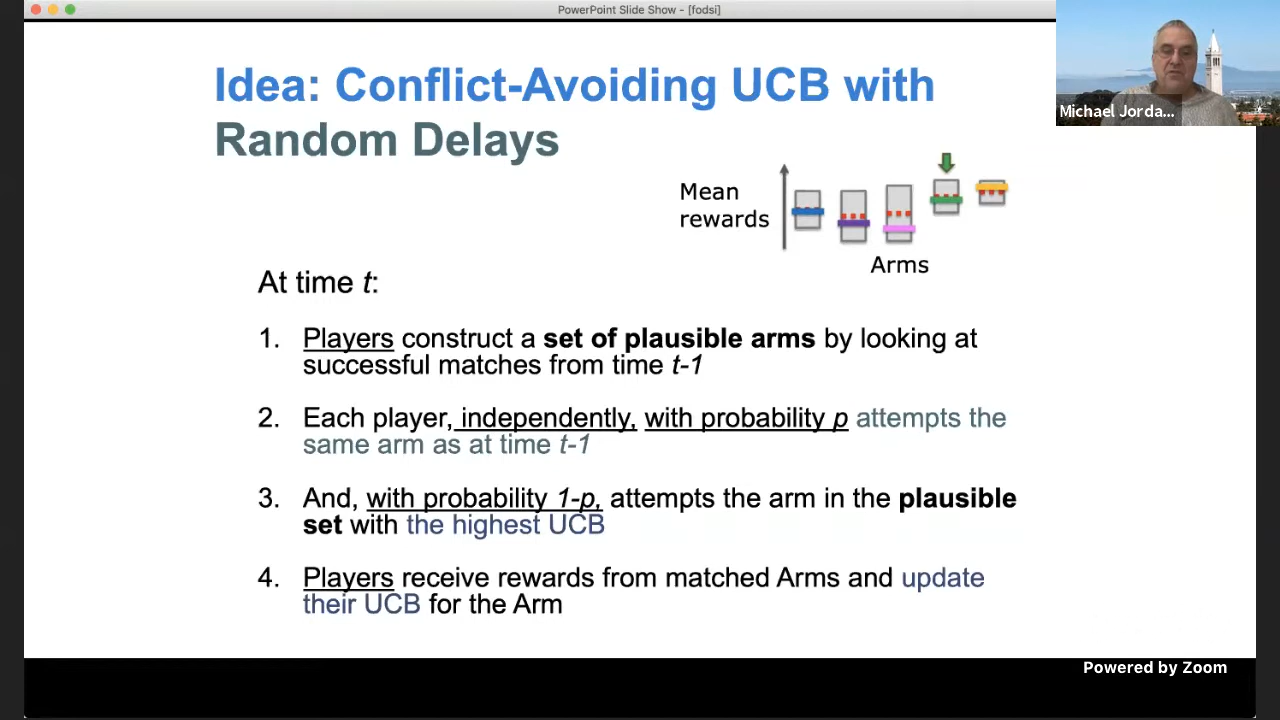 PowerPoint Slide Show - [fodsi]
Idea: Conflict-Avoiding UCB with
Random Delays
Michael Jorda...
Mean
rewards
Arms
At time t:
1. Players construct a set of plausible arms by looking at
successful matches from time t-1
2. Each player, independently, with probability p attempts the
same arm as at time t-1
3. And, with probability 1-p, attempts the arm in the plausible
set with the highest UCB
4. Players receive rewards from matched Arms and update
their UCB for the Arm
Powered by Zoom